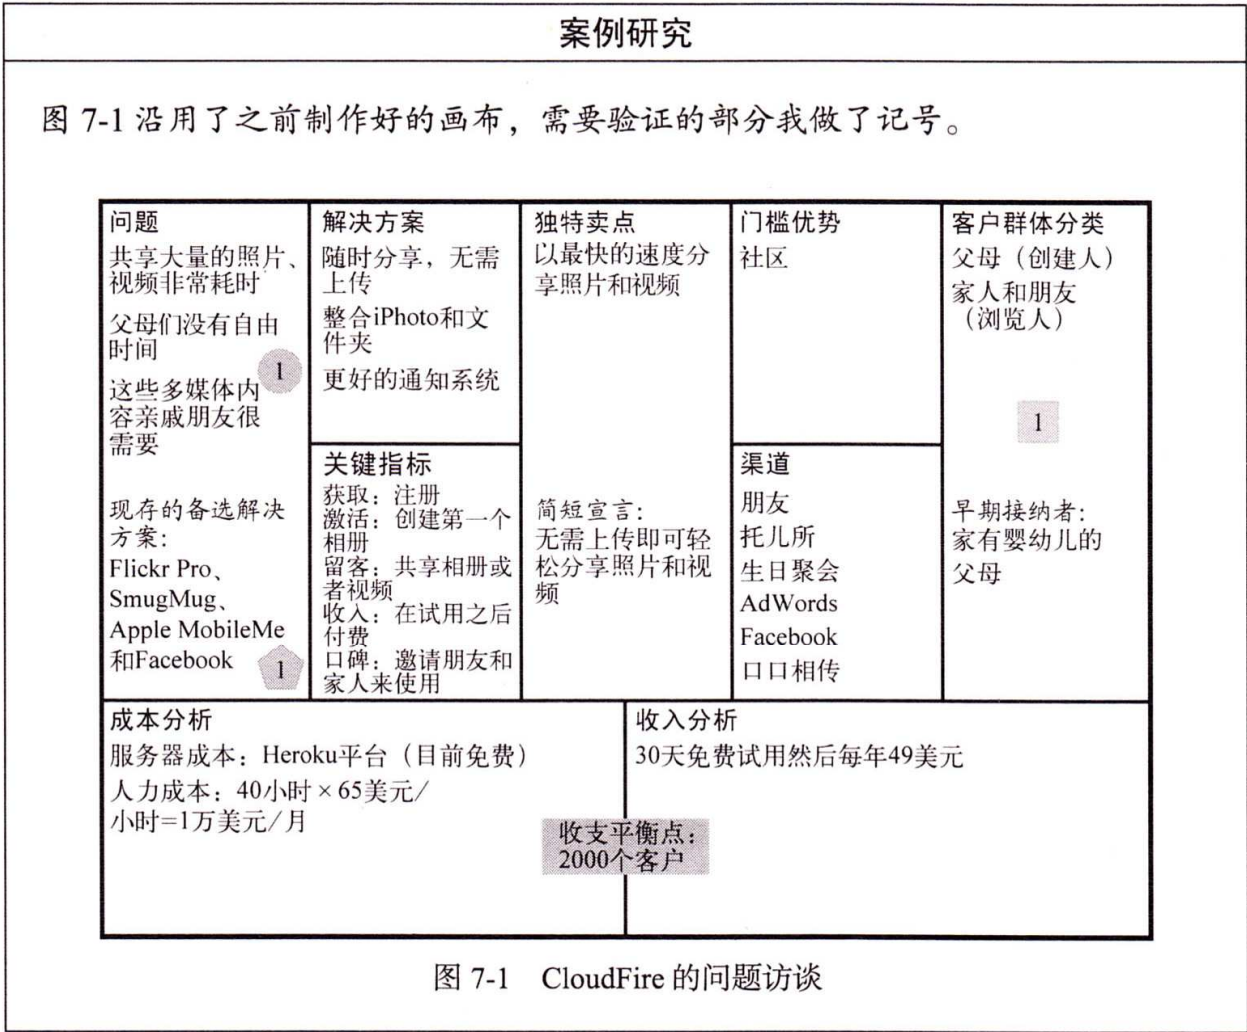 案例研究
图 7-1 沿用了之前制作好的画布，需要验证的部分我做了记号。
问题
共享大量的照片、
视频非常耗时
父母们没有自由
时间
1
这些多媒体内
容亲戚朋友很
需要
现存的备选解决
方案：
Flickr Pro、
SmugMug、
Apple MobileMe
和Facebook
1
解决方案
随时分享，无需
上传
整合iPhoto和文
件夹
更好的通知系统
关键指标
获取：注册
激活：创建第一个
相册
留客：共享相册或
者视频
收入：在试用之后
付费
口碑：邀请朋友和
家人来使用
独特卖点
以最快的速度分
享照片和视频
简短宣言：
无需上传即可轻
松分享照片和视
频
门槛优势
社区
渠道
朋友
托儿所
生日聚会
AdWords
Facebook
口口相传
客户群体分类
父母（创建人）
家人和朋友
（浏览人）
1
早期接纳者：
家有婴幼儿的
父母
成本分析
服务器成本：Heroku平台（目前免费）
人力成本：40小时×65美元/
小时=1万美元/月
收入分析
30天免费试用然后每年49美元
收支平衡点：
2000个客户
图 7-1 CloudFire 的问题访谈